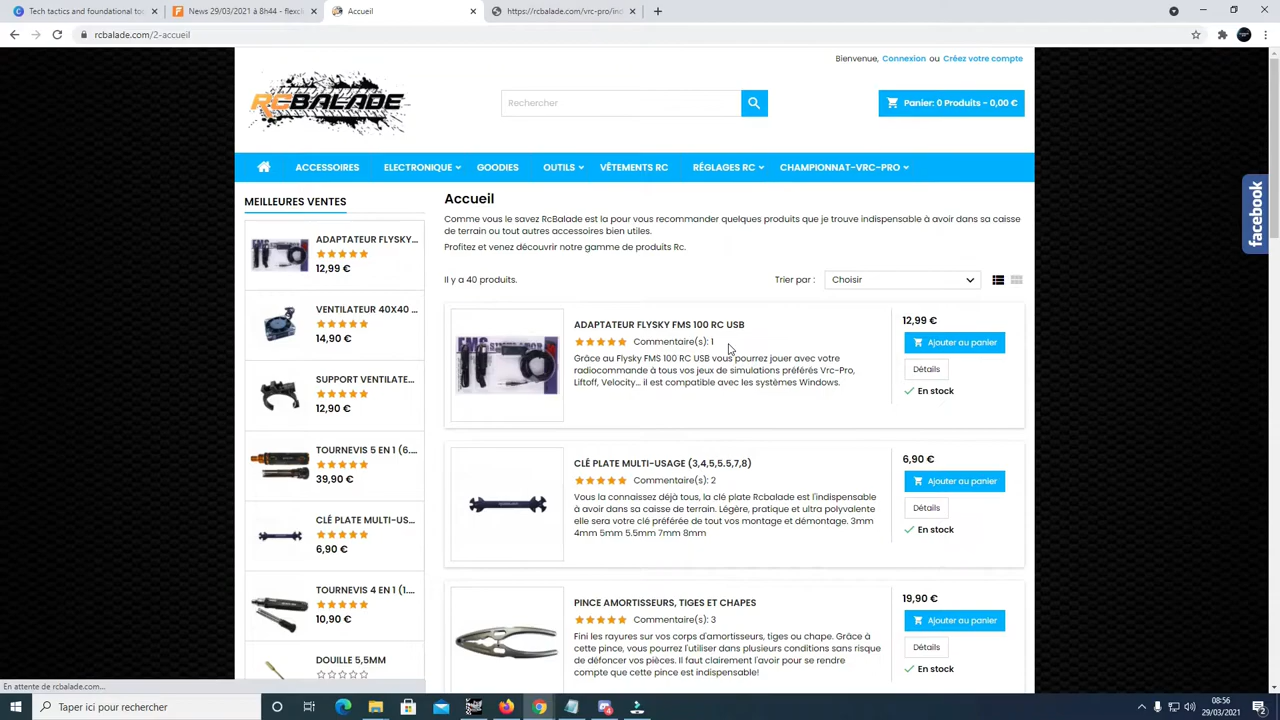 Tech tactics and foundational to
News 29/03/2021 à 8h44 - flexcl
Accueil
https://rcbalade.com/vrc-pro-ind
rcbalade.com/2-accueil
Bienvenue, Connexion ou Créez votre compte
RCBALADE
Rechercher
Panier: 0 Produits - 0,00 €
ACCESSOIRES
ELECTRONIQUE
GOODIES
OUTILS
VÊTEMENTS RC
RÉGLAGES RC
CHAMPIONNAT-VRC-PRO
facebook
MEILLEURES VENTES
ADAPTATEUR FLYSKY...
12,99 €
VENTILATEUR 40X40 ...
14,90 €
SUPPORT VENTILATE...
12,90 €
TOURNEVIS 5 EN 1 (6....
39,90 €
CLÉ PLATE MULTI-US...
6,90 €
TOURNEVIS 4 EN 1 (1....
10,90 €
DOUILLE 5,5MM
Accueil
Comme vous le savez RcBalade est la pour vous recommander quelques produits que je trouve indispensable à avoir dans sa caisse
de terrain ou tout autres accessoires bien utiles.
Profitez et venez découvrir notre gamme de produits Rc.
Il y a 40 produits.
Trier par :
Choisir
ADAPTATEUR FLYSKY FMS 100 RC USB
Commentaire(s): 1
Grâce au Flysky FMS 100 RC USB vous pourrez jouer avec votre
radiocommande à tous vos jeux de simulations préférés Vrc-Pro,
Liftoff, Velocity... il est compatible avec les systèmes Windows.
12,99 €
Ajouter au panier
Détails
En stock
CLÉ PLATE MULTI-USAGE (3,4,5,5.5,7,8)
Commentaire(s): 2
Vous la connaissez déjà tous, la clé plate Rcbalade est l'indispensable
à avoir dans sa caisse de terrain. Légère, pratique et ultra polyvalente
elle sera votre clé préférée de tout vos montage et démontage. 3mm
4mm 5mm 5.5mm 7mm 8mm
6,90 €
Ajouter au panier
Détails
En stock
PINCE AMORTISSEURS, TIGES ET CHAPES
Commentaire(s): 3
Fini les rayures sur vos corps d'amortisseurs, tiges ou chape. Grâce à
cette pince, vous pourrez l'utiliser dans plusieurs conditions sans risque
de défoncer vos pièces. Il faut clairement l'avoir pour se rendre
compte que cette pince est indispensable!
19,90 €
Ajouter au panier
Détails
En stock
En attente de rcbalade.com...
Taper ici pour rechercher
08:56
29/03/2021